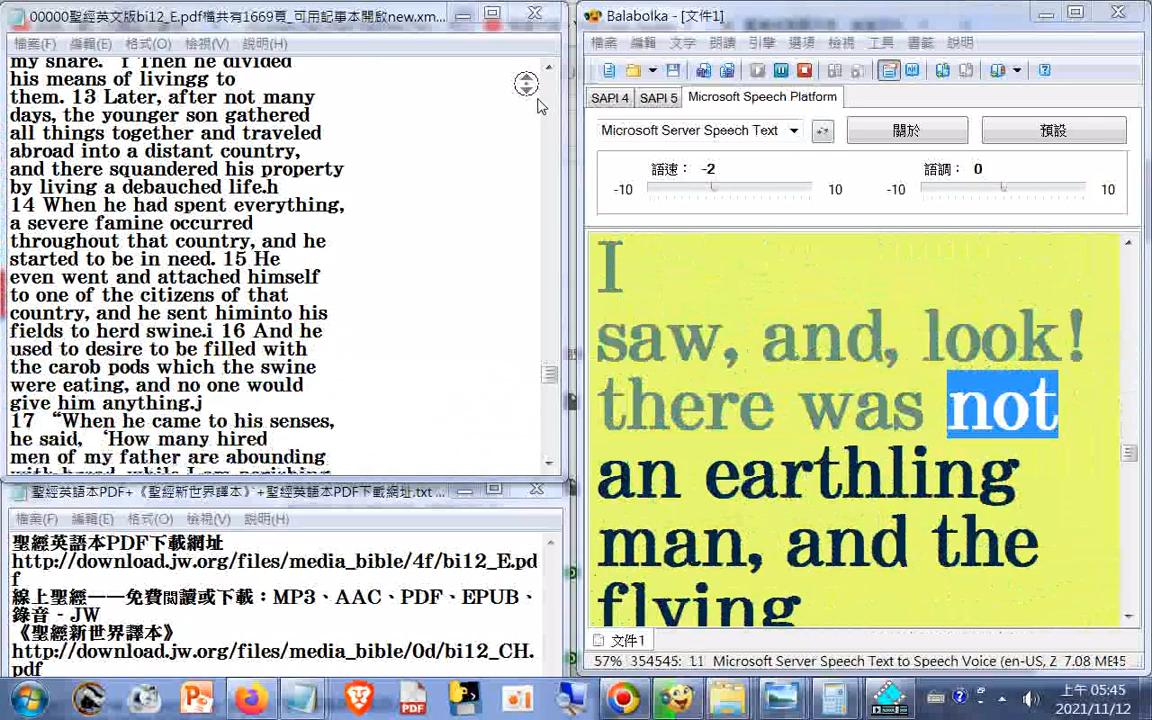 00000聖經英文版bi12_E.pdf檔共有1669頁_可用記事本開啟new.xm...
檔案(F) 編輯(E) 格式(O) 檢視(V) 說明(H)
my share.' f Then he divided
his means of livingg to
them. 13 Later, after not many
days, the younger son gathered
all things together and traveled
abroad into a distant country,
and there squandered his property
by living a debauched life.h
14 When he had spent everything,
a severe famine occurred
throughout that country, and he
started to be in need. 15 He
even went and attached himself
to one of the citizens of that
country, and he sent himinto his
fields to herd swine.i 16 And he
used to desire to be filled with
the carob pods which the swine
were eating, and no one would
give him anything.j
17 “When he came to his senses,
he said, ‘How many hired
men of my father are abounding
with bread, while I am perishing
聖經英語本PDF+《聖經新世界譯本》+聖經英語本PDF下載網址.txt ...
檔案(F) 編輯(E) 格式(O) 檢視(V) 說明(H)
聖經英語本PDF下載網址
http://download.jw.org/files/media_bible/4f/bi12_E.pd
f
線上聖經——免費閱讀或下載：MP3、AAC、PDF、EPUB、
錄音 - JW
《聖經新世界譯本》
http://download.jw.org/files/media_bible/0d/bi12_CH.
pdf
Balabolka - [文件1]
檔案 編輯 文字 朗讀 引擎 選項 檢視 工具 書籤 說明
SAPI 4 SAPI 5 Microsoft Speech Platform
Microsoft Server Speech Text 關於 預設
語速： -2 語調： 0
-10 10 -10 10
I
saw, and, look!
there was not
an earthling
man, and the
flying
文件1
57% 354545: 11 Microsoft Server Speech Text to Speech Voice (en-US, Z 7.08 ME45
PDF
上午 05:45
2021/11/12